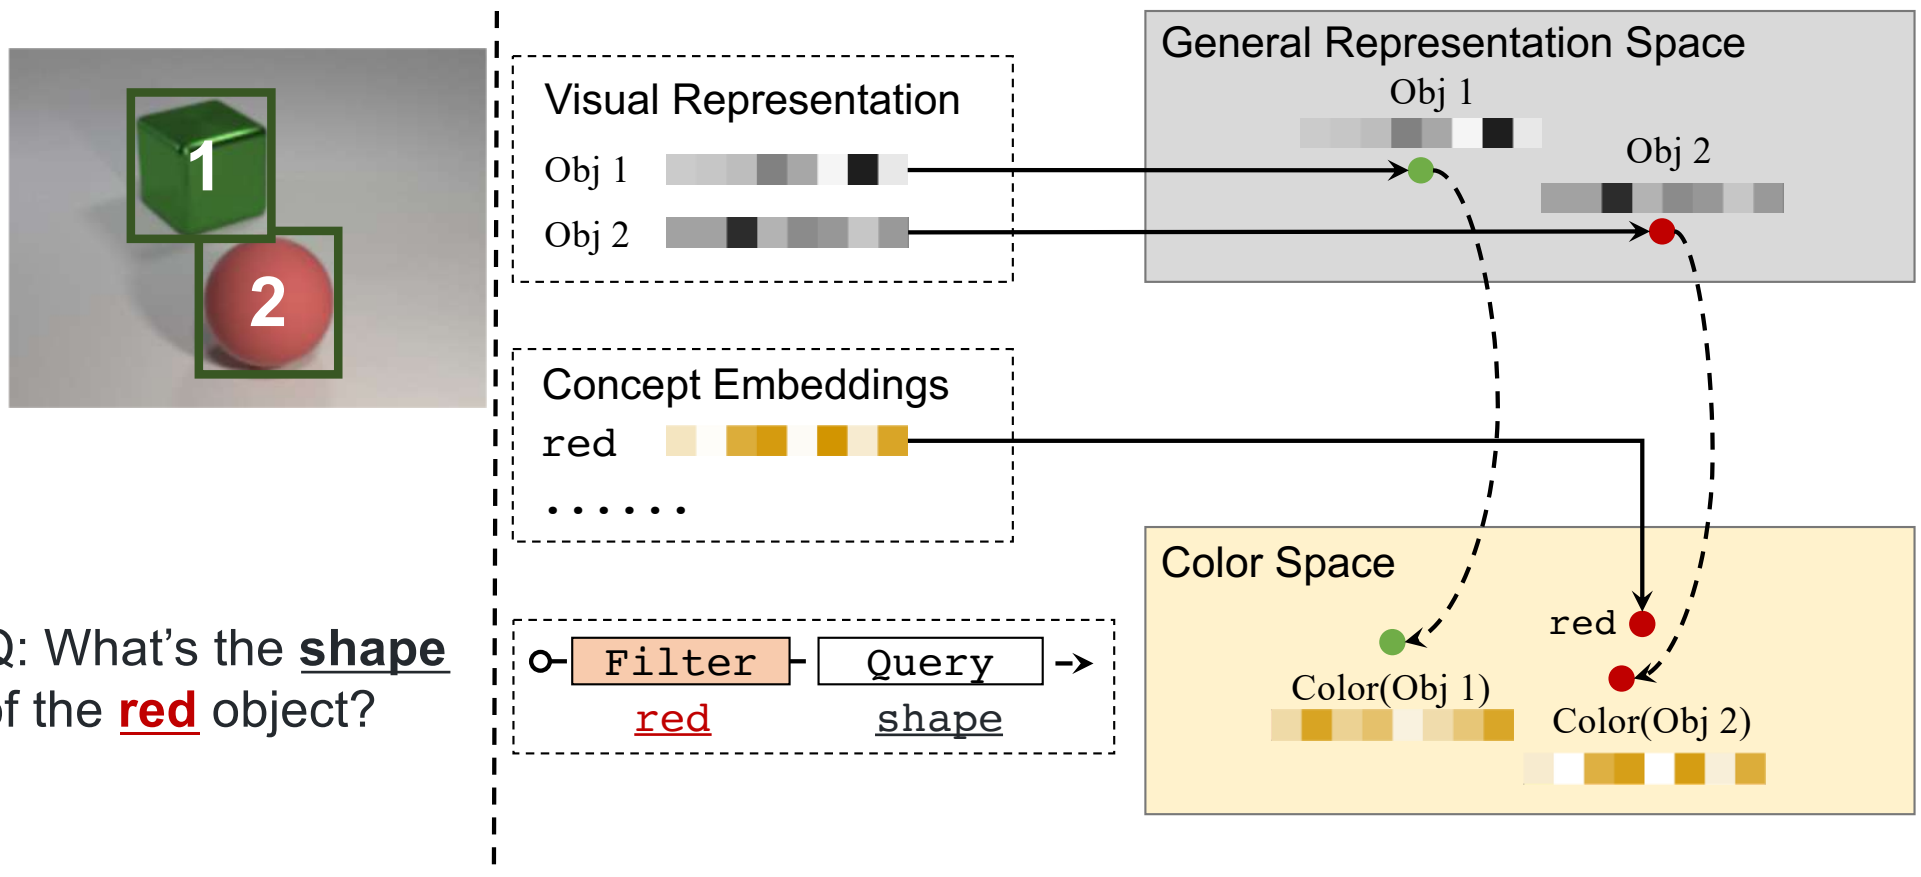 1
2
Q: What's the shape
of the red object?
Visual Representation
Obj 1
Obj 2
Concept Embeddings
red
......
Filter
Query
red
shape
General Representation Space
Obj 1
Obj 2
Color Space
red
Color(Obj 1)
Color(Obj 2)